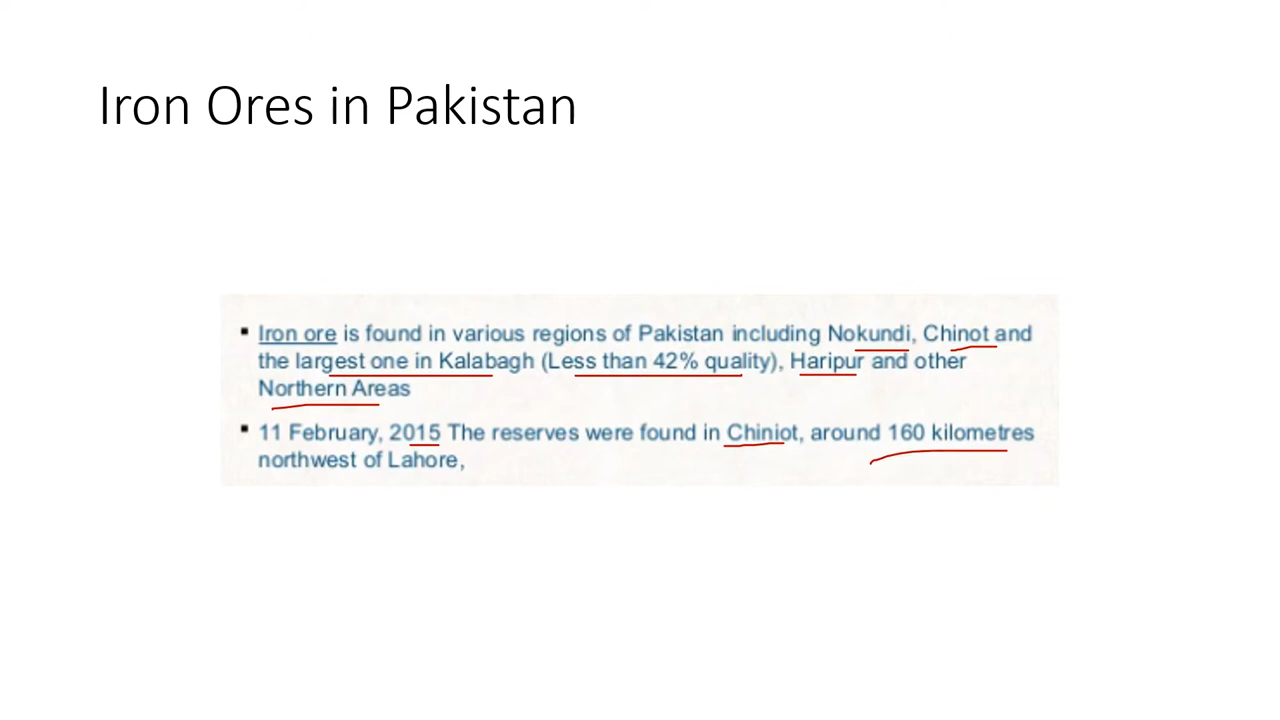 Iron Ores in Pakistan
▪ Iron ore is found in various regions of Pakistan including Nokundi, Chinot and
the largest one in Kalabagh (Less than 42% quality), Haripur and other
Northern Areas
▪ 11 February, 2015 The reserves were found in Chiniot, around 160 kilometres
northwest of Lahore,